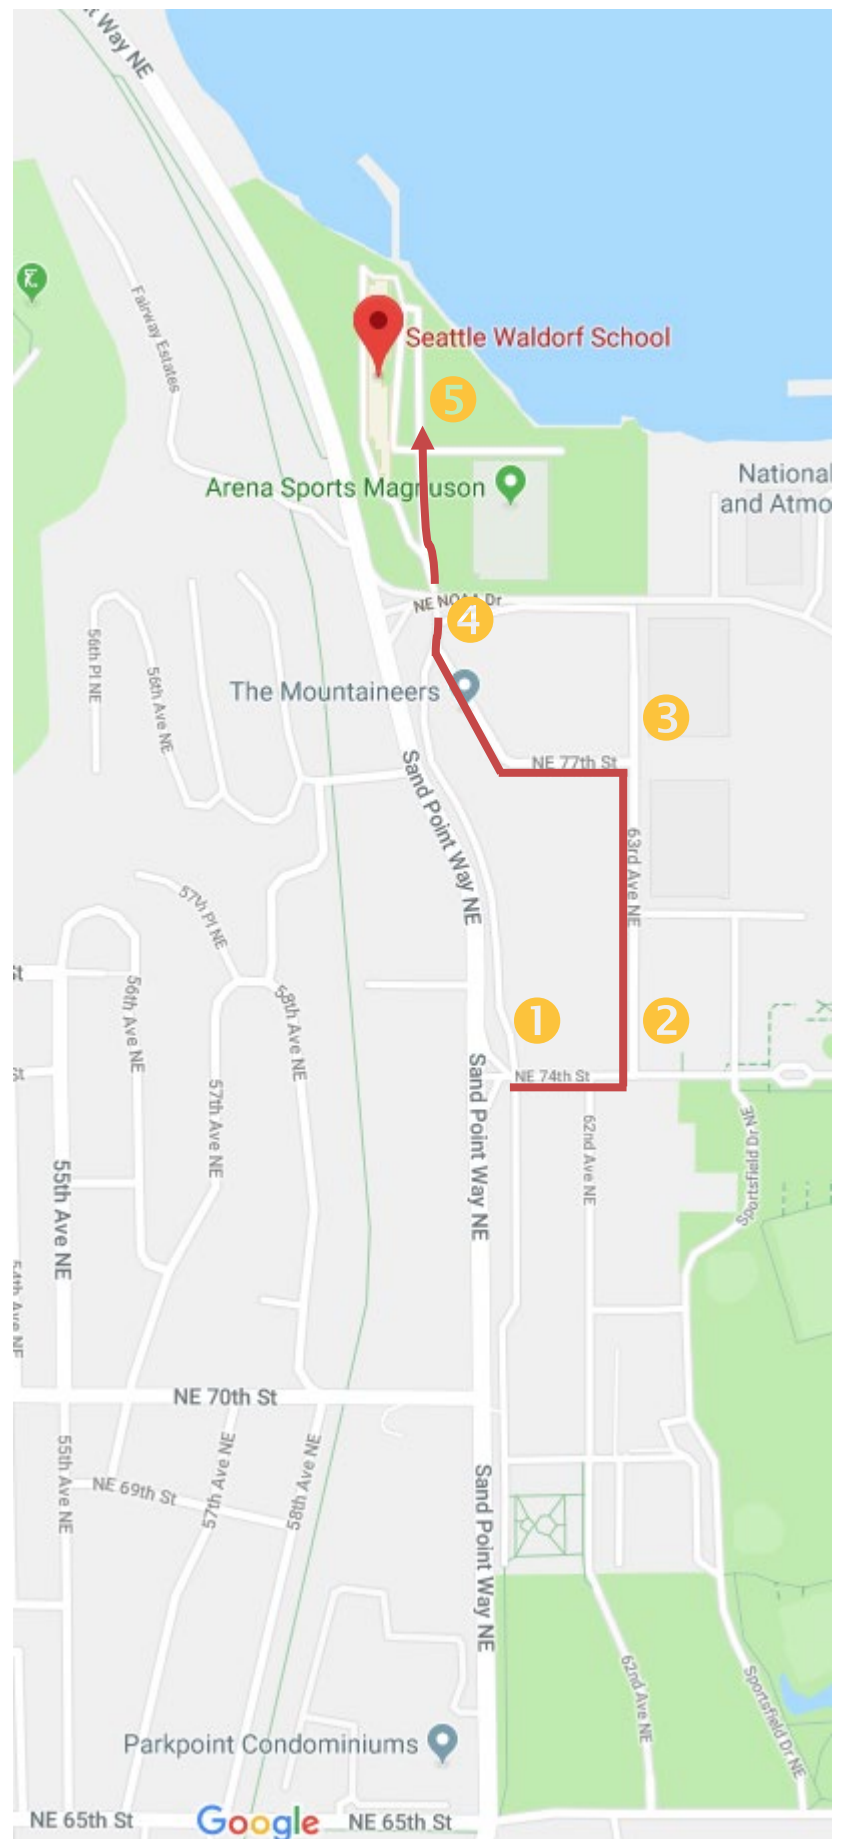 Way NE
Fairway Estates
Seattle Waldorf School
5
National
and Atmo
Arena Sports Magnuson
NE NOAA Dr
4
56th Pl NE
56th Ave NE
The Mountaineers
3
NE 77th St
Sand Point Way NE
63rd Ave NE
57th Pl NE
56th Ave NE
58th Ave NE
1
2
NE 74th St
57th Ave NE
Sand Point Way NE
62nd Ave NE
Sportsfield Dr NE
55th Ave NE
54th Ave NE
NE 70th St
55th Ave NE
NE 69th St
57th Ave NE
58th Ave NE
Sand Point Way NE
62nd Ave NE
Sportsfield Dr NE
Parkpoint Condominiums
NE 65th St
Google
NE 65th St